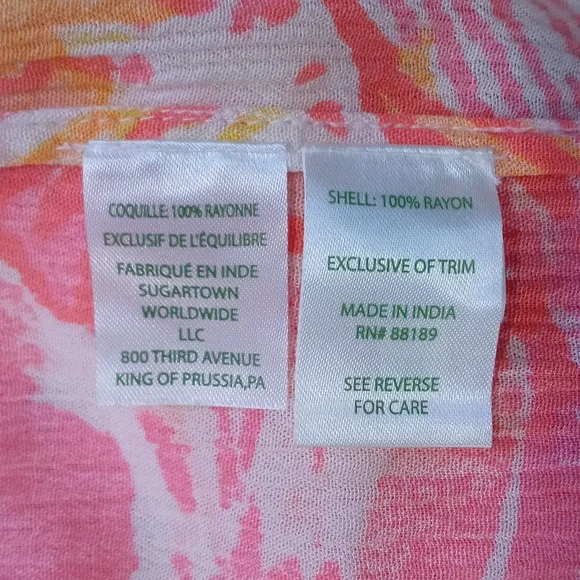 COQUILLE: 100% RAYONNE
EXCLUSIF DE L'ÉQUILIBRE
FABRIQUÉ EN INDE
SUGARTOWN
WORLDWIDE
LLC
800 THIRD AVENUE
KING OF PRUSSIA,PA
SHELL: 100% RAYON
EXCLUSIVE OF TRIM
MADE IN INDIA
RN# 88189
SEE REVERSE
FOR CARE